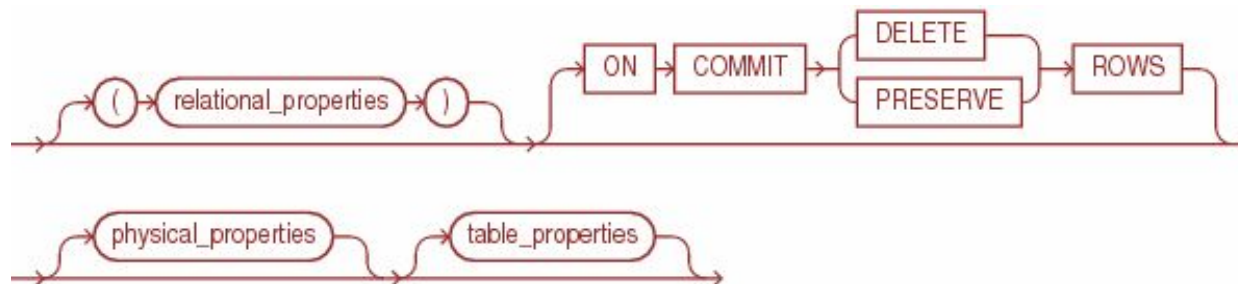 DELETE
ON COMMIT ROWS
( relational_properties ) PRESERVE
physical_properties table_properties